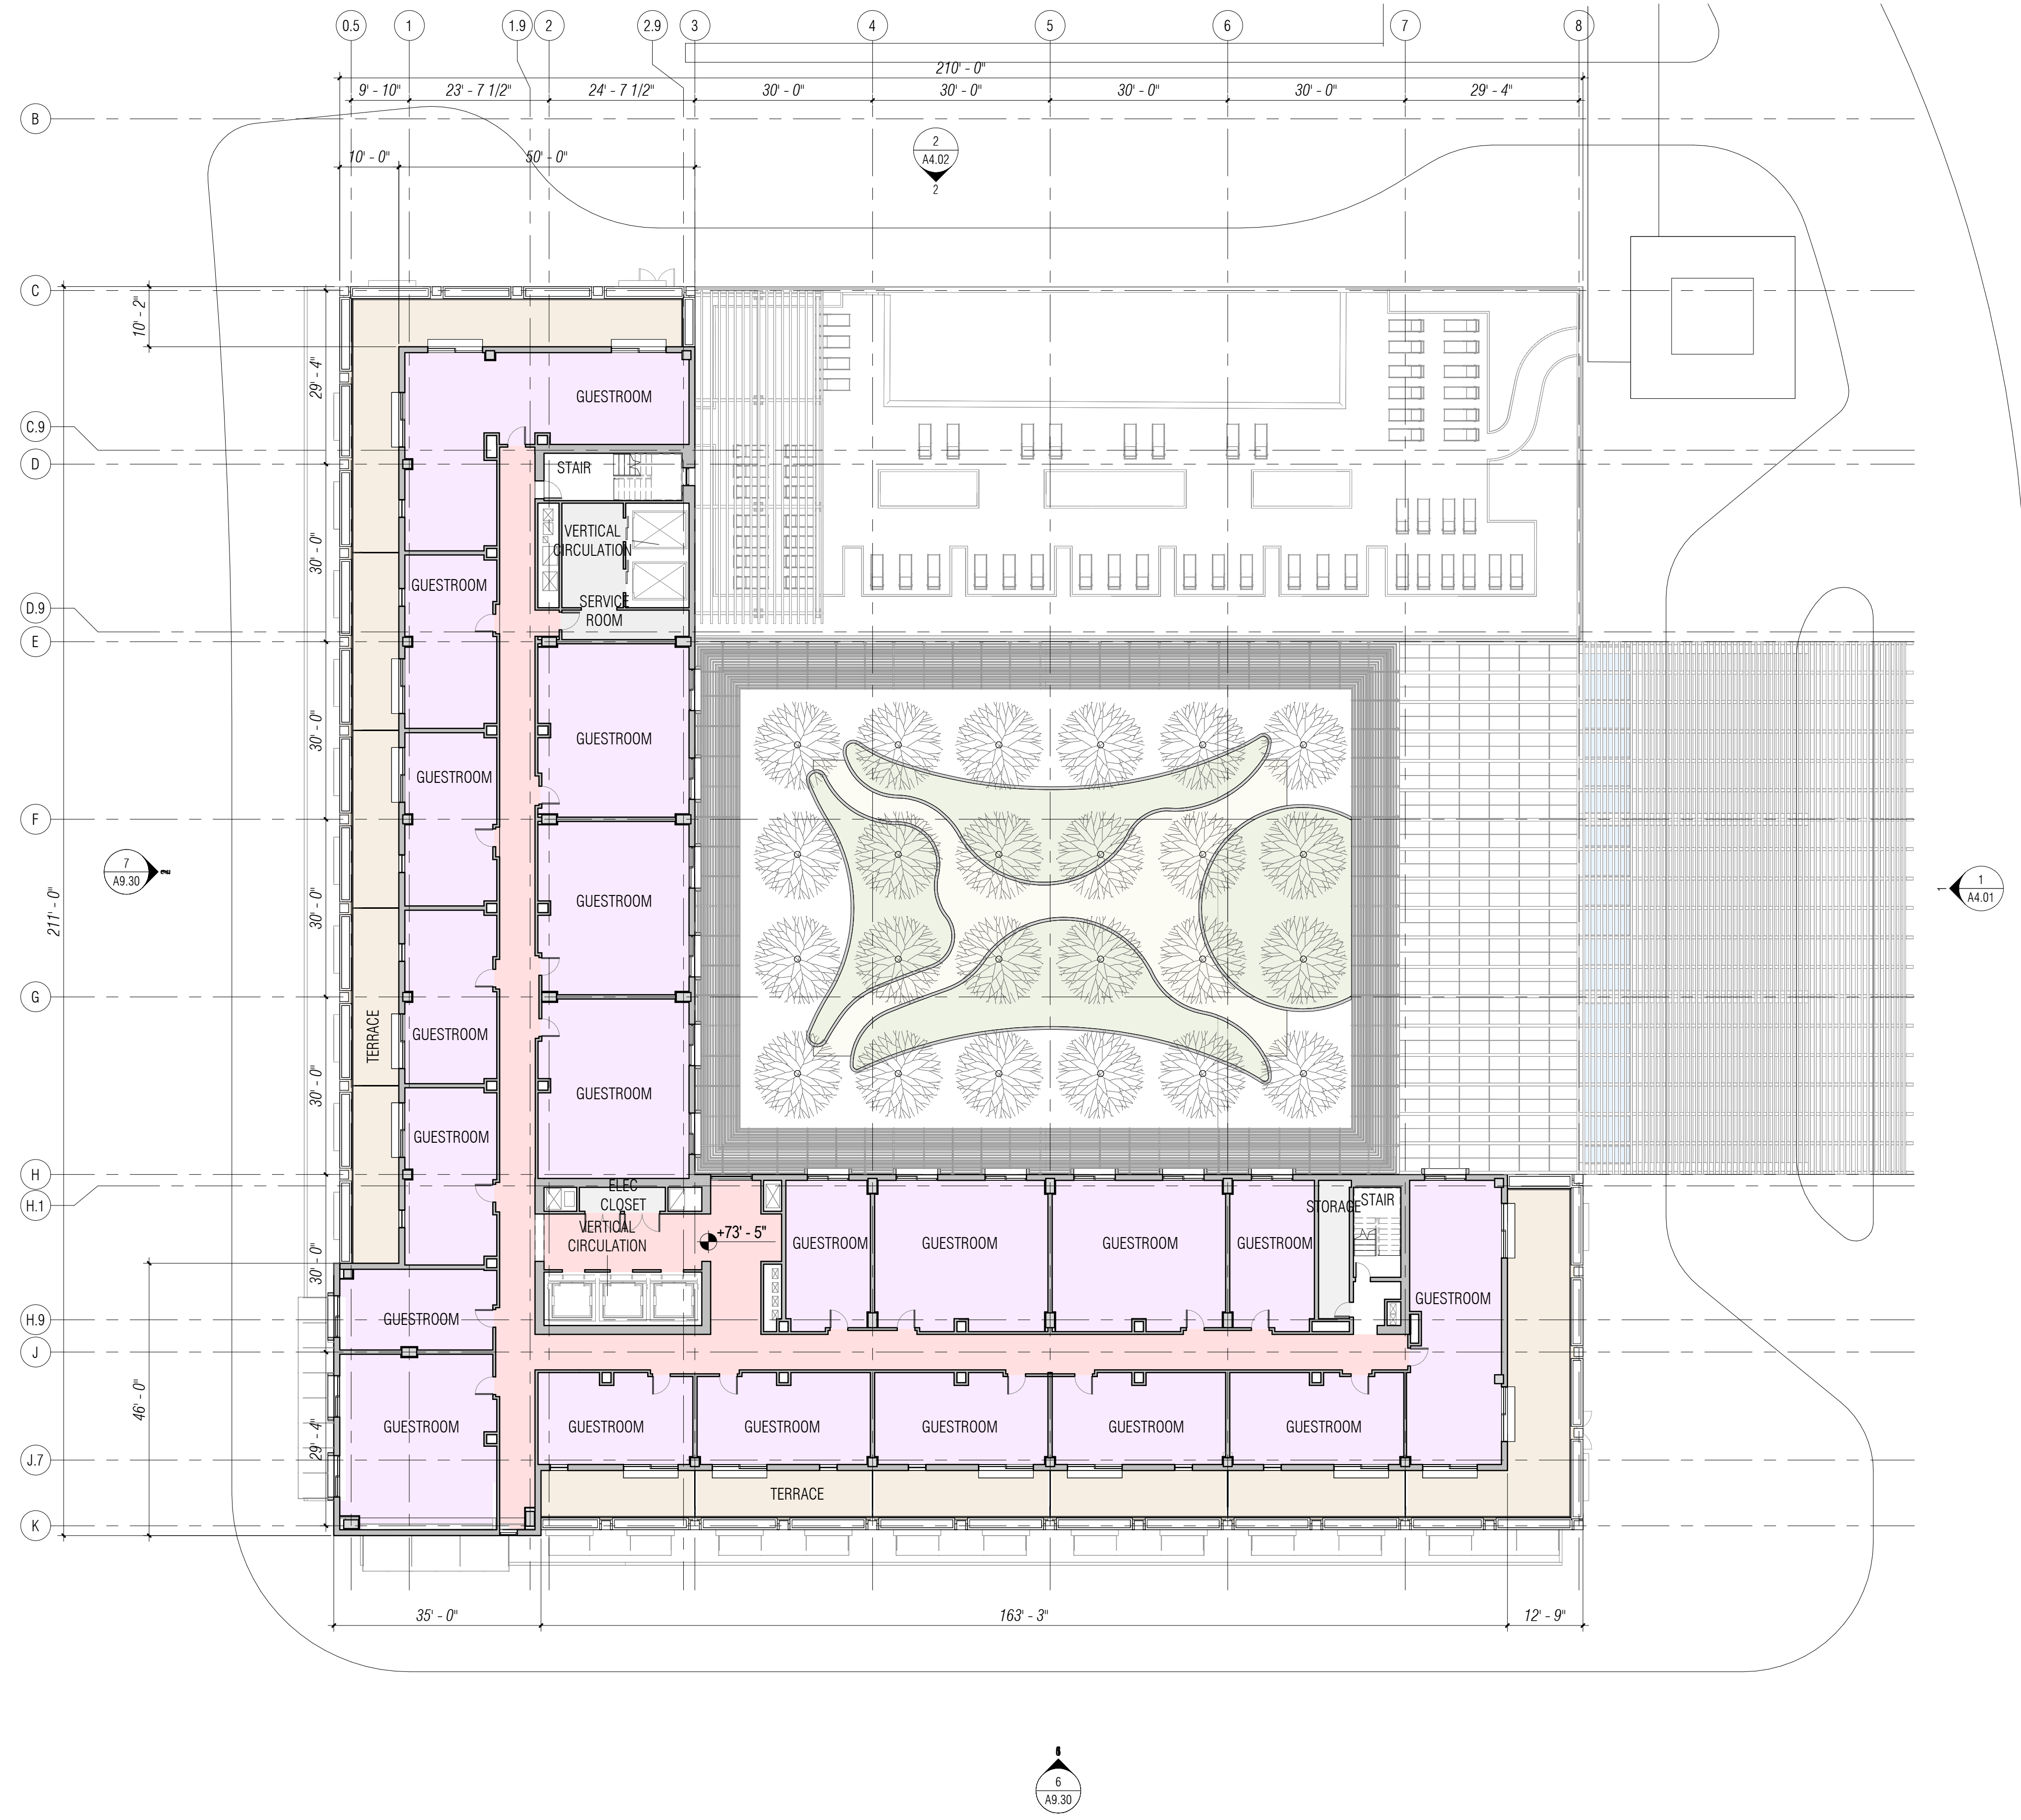 0.5 1 1.9 2 2.9 3 4 5 6 7 8
210' - 0"
9' - 10" 23' - 7 1/2" 24' - 7 1/2" 30' - 0" 30' - 0" 30' - 0" 30' - 0" 29' - 4"
B
2
A4.02
2
10' - 0" 50' - 0"
C
10' - 2"
29' - 4"
GUESTROOM
C.9
D
STAIR
VERTICAL
CIRCULATION
30' - 0"
GUESTROOM
SERVICE
ROOM
D.9
E
30' - 0"
GUESTROOM
GUESTROOM
F
7
A9.30
211' - 0"
30' - 0"
GUESTROOM
1
1
A4.01
G
TERRACE
GUESTROOM
30' - 0"
GUESTROOM
GUESTROOM
H
H.1
ELEC
CLOSET
VERTICAL
CIRCULATION
+73' - 5"
STORAGE
STAIR
GUESTROOM GUESTROOM GUESTROOM GUESTROOM
30' - 0"
GUESTROOM
H.9
GUESTROOM
J
46' - 0"
29' - 4"
GUESTROOM GUESTROOM GUESTROOM GUESTROOM GUESTROOM GUESTROOM
J.7
TERRACE
K
35' - 0" 163' - 3" 12' - 9"
6
A9.30